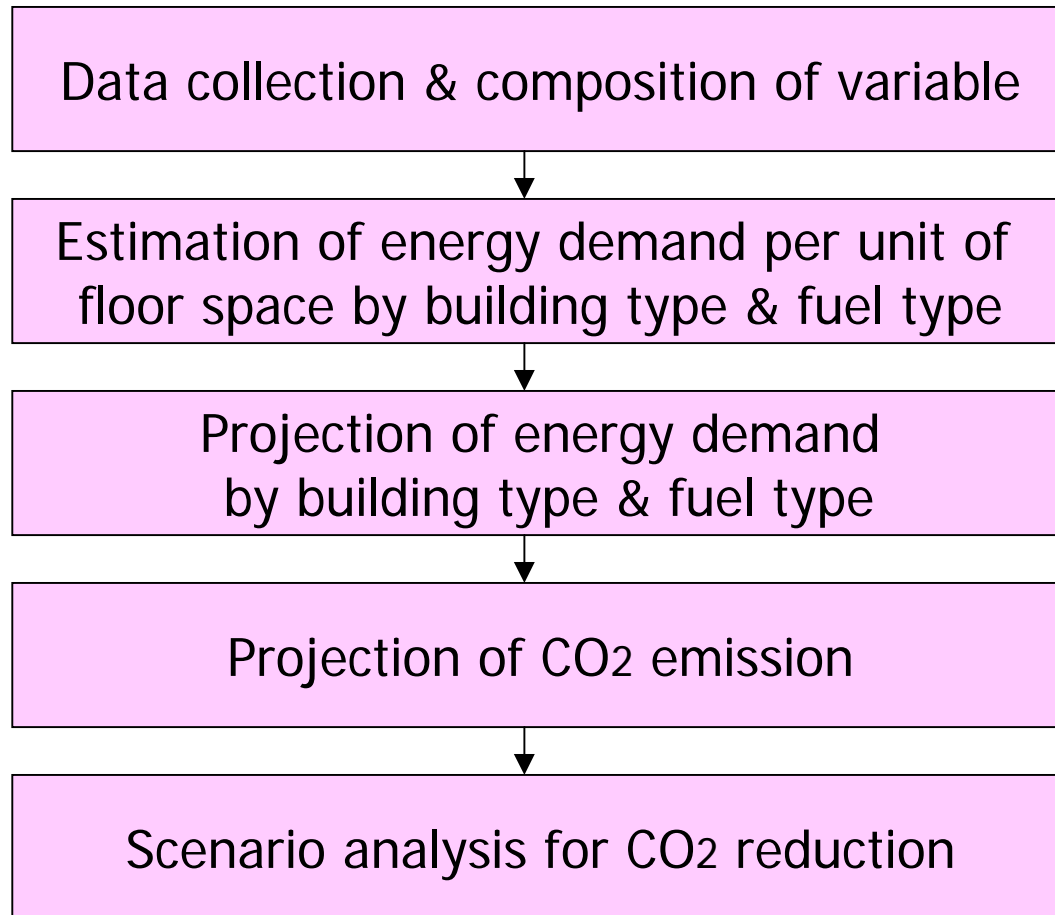 Data collection & composition of variable
Estimation of energy demand per unit of
floor space by building type & fuel type
Projection of energy demand
by building type & fuel type
Projection of CO2 emission
Scenario analysis for CO2 reduction